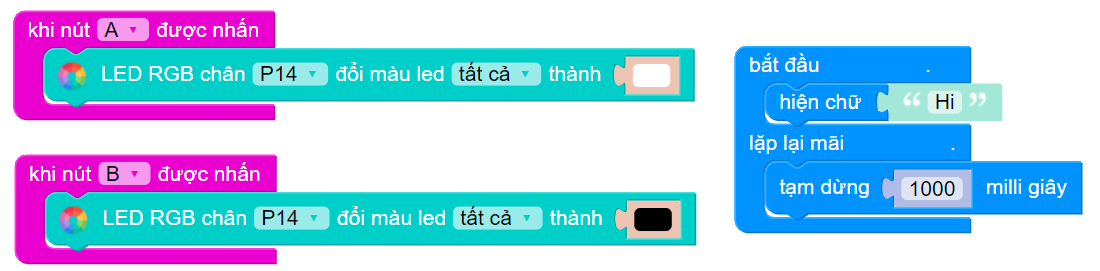 khi nút A được nhấn
LED RGB chân P14 đổi màu led tất cả thành
khi nút B được nhấn
LED RGB chân P14 đổi màu led tất cả thành
bắt đầu .
hiện chữ “ Hi ”
lặp lại mãi .
tạm dừng 1000 milli giây